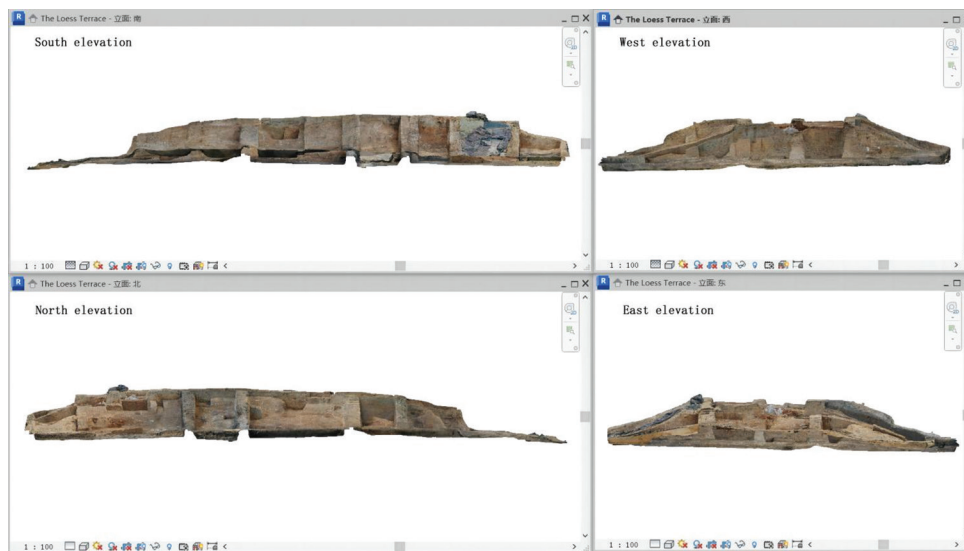 The Loess Terrace - 立面: 南
South elevation
1 : 100
The Loess Terrace - 立面: 西
West elevation
1 : 100
The Loess Terrace - 立面: 北
North elevation
1 : 100
The Loess Terrace - 立面: 东
East elevation
1 : 100